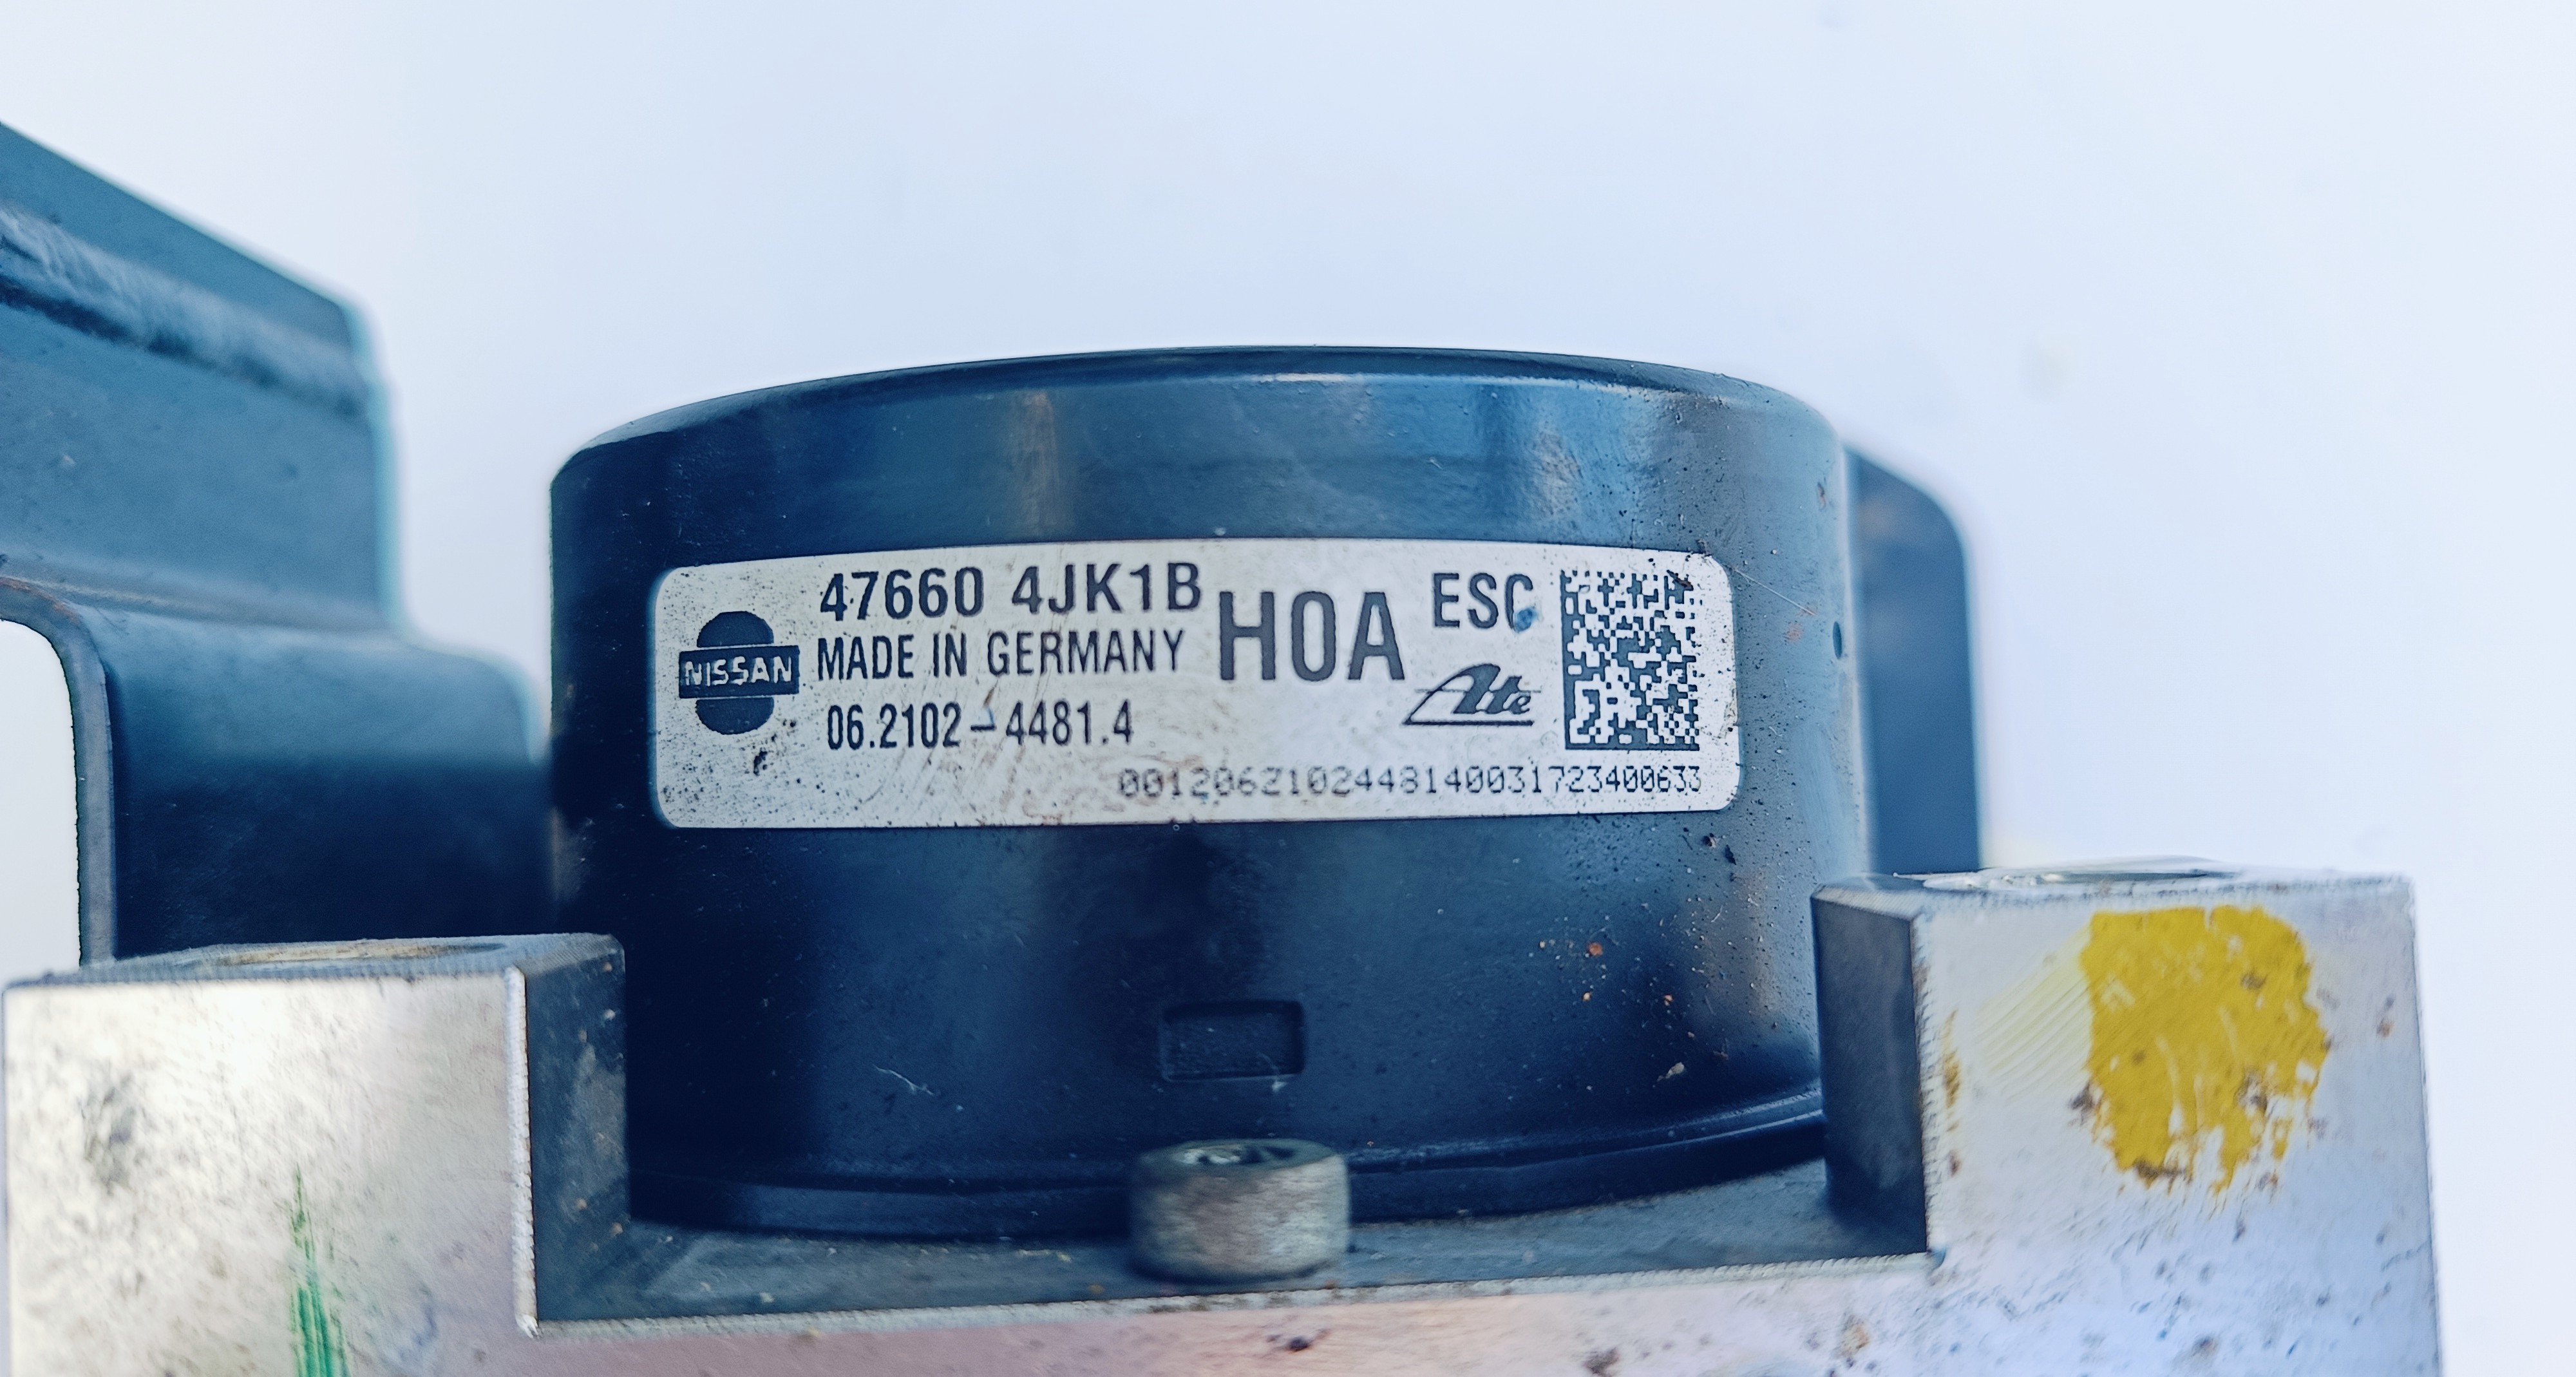 47660 4JK1B
NISSAN
MADE IN GERMANY
06.2102-4481.4
H0A
ESC
Ate
0012062102448140031723400633